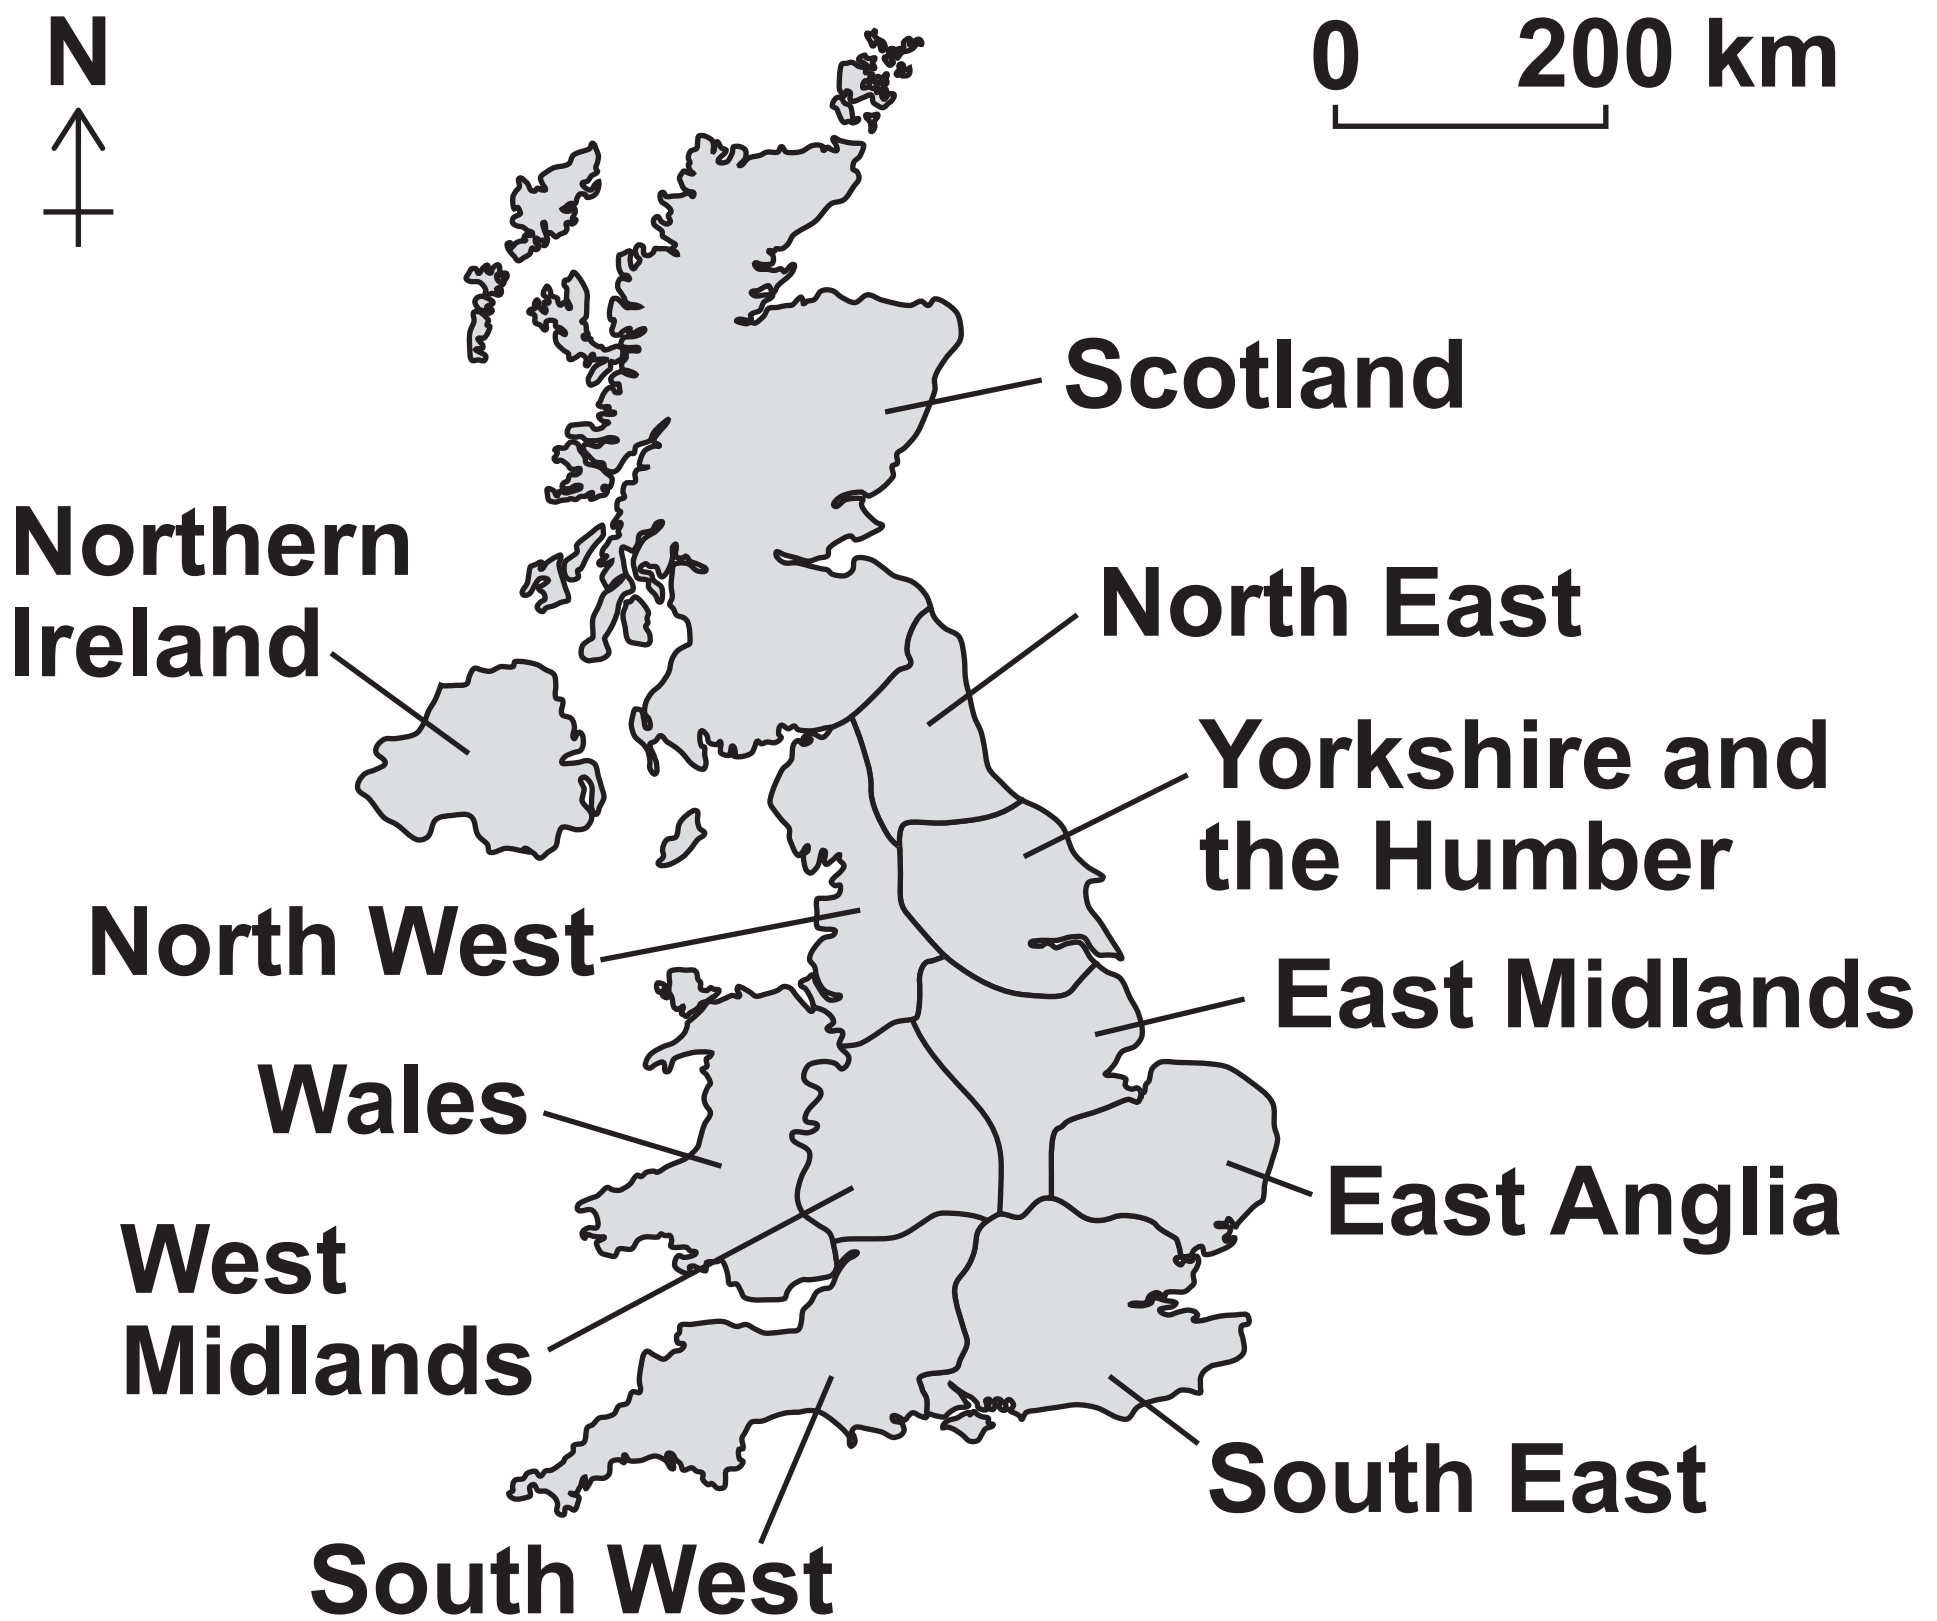 N
0 200 km
Scotland
Northern
Ireland
North East
Yorkshire and
the Humber
North West
East Midlands
Wales
East Anglia
West
Midlands
South East
South West